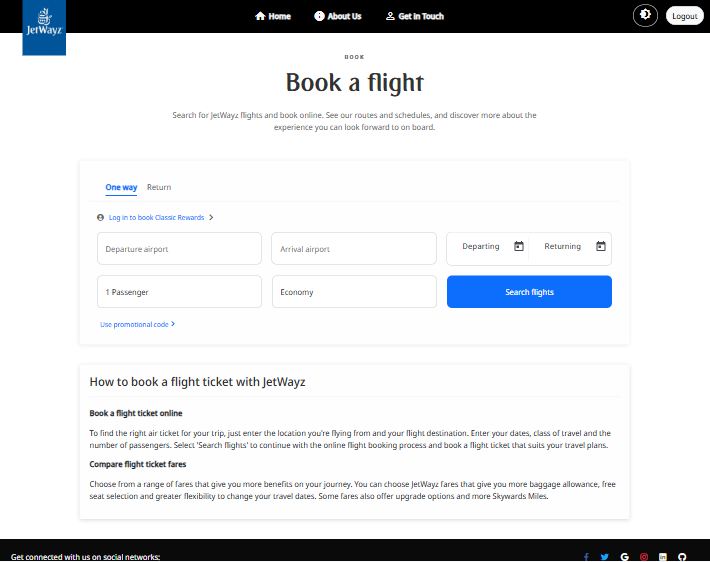 JetWayz
Home
About Us
Get in Touch
Logout
BOOK
Book a flight
Search for JetWayz flights and book online. See our routes and schedules, and discover more about the
experience you can look forward to on board.
One way
Return
Log in to book Classic Rewards
Departure airport
Arrival airport
Departing
Returning
1 Passenger
Economy
Search flights
Use promotional code
How to book a flight ticket with JetWayz
Book a flight ticket online
To find the right air ticket for your trip, just enter the location you're flying from and your flight destination. Enter your dates, class of travel and the
number of passengers. Select 'Search flights' to continue with the online flight booking process and book a flight ticket that suits your travel plans.
Compare flight ticket fares
Choose from a range of fares that give you more benefits on your journey. You can choose JetWayz fares that give you more baggage allowance, free
seat selection and greater flexibility to change your travel dates. Some fares also offer upgrade options and more Skywards Miles.
Get connected with us on social networks: